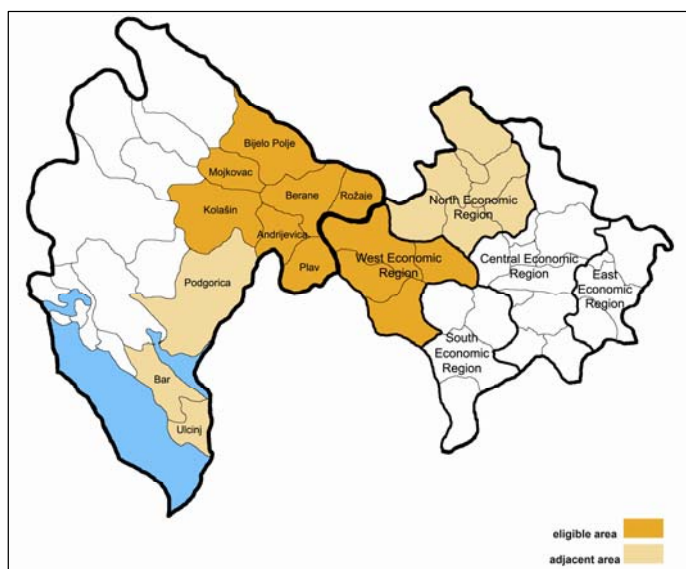 Bijelo Polje
Mojkovac
Berane
Rožaje
Kolašin
Andrijevica
Plav
Podgorica
Bar
Ulcinj
North Economic
Region
West Economic
Region
Central Economic
Region
East
Economic
Region
South
Economic
Region
eligible area
adjacent area